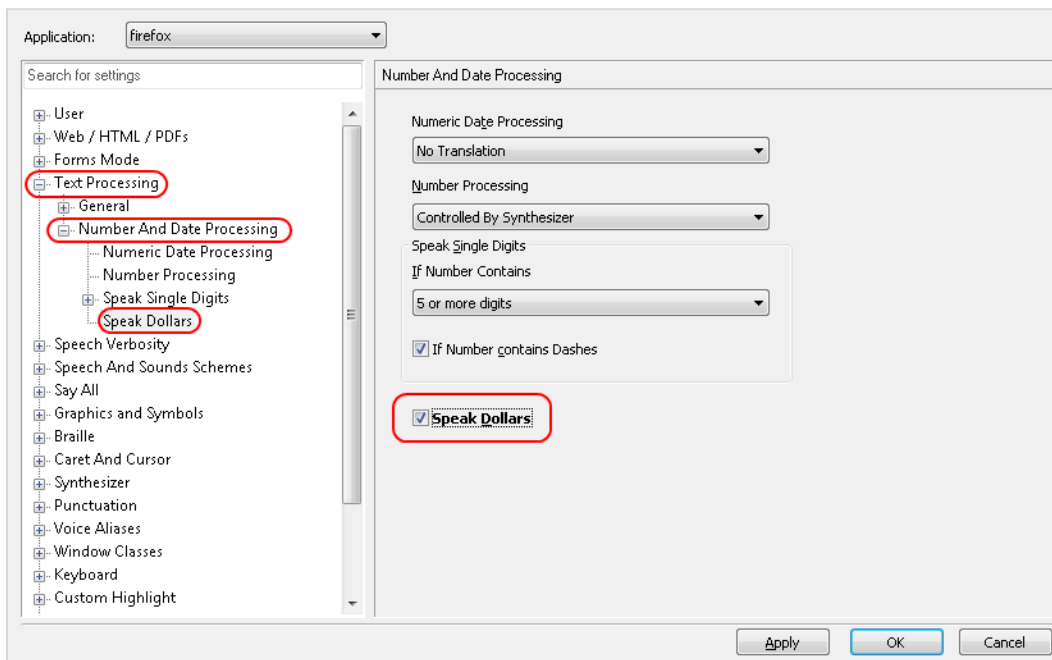 Application:
firefox
Search for settings
User
Web / HTML / PDFs
Forms Mode
Text Processing
General
Number And Date Processing
Numeric Date Processing
Number Processing
Speak Single Digits
Speak Dollars
Speech Verbosity
Speech And Sounds Schemes
Say All
Graphics and Symbols
Braille
Caret And Cursor
Synthesizer
Punctuation
Voice Aliases
Window Classes
Keyboard
Custom Highlight
Number And Date Processing
Numeric Date Processing
No Translation
Number Processing
Controlled By Synthesizer
Speak Single Digits
If Number Contains
5 or more digits
If Number contains Dashes
Speak Dollars
Apply
OK
Cancel